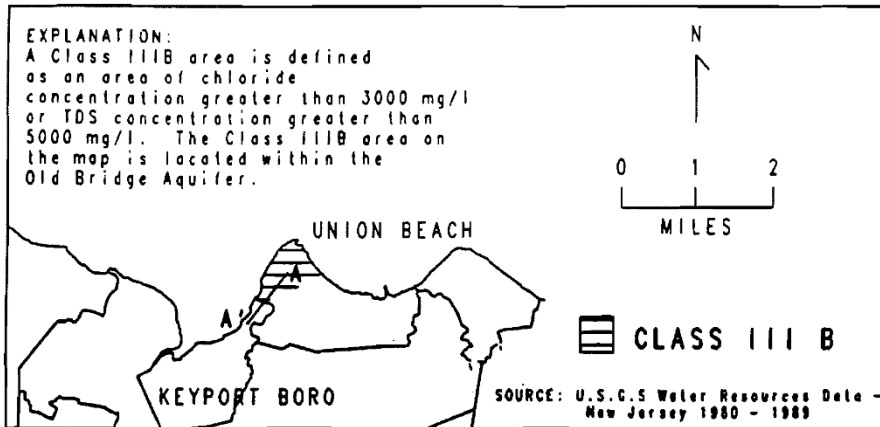 EXPLANATION:
A Class IIIB area is defined
as an area of chloride
concentration greater than 3000 mg/l
or TDS concentration greater than
5000 mg/l. The Class IIIB area on
the map is located within the
Old Bridge Aquifer.
N
0 1 2
MILES
UNION BEACH
A
A'
KEYPORT BORO
CLASS III B
SOURCE: U.S.G.S Water Resources Data -
New Jersey 1980 - 1989